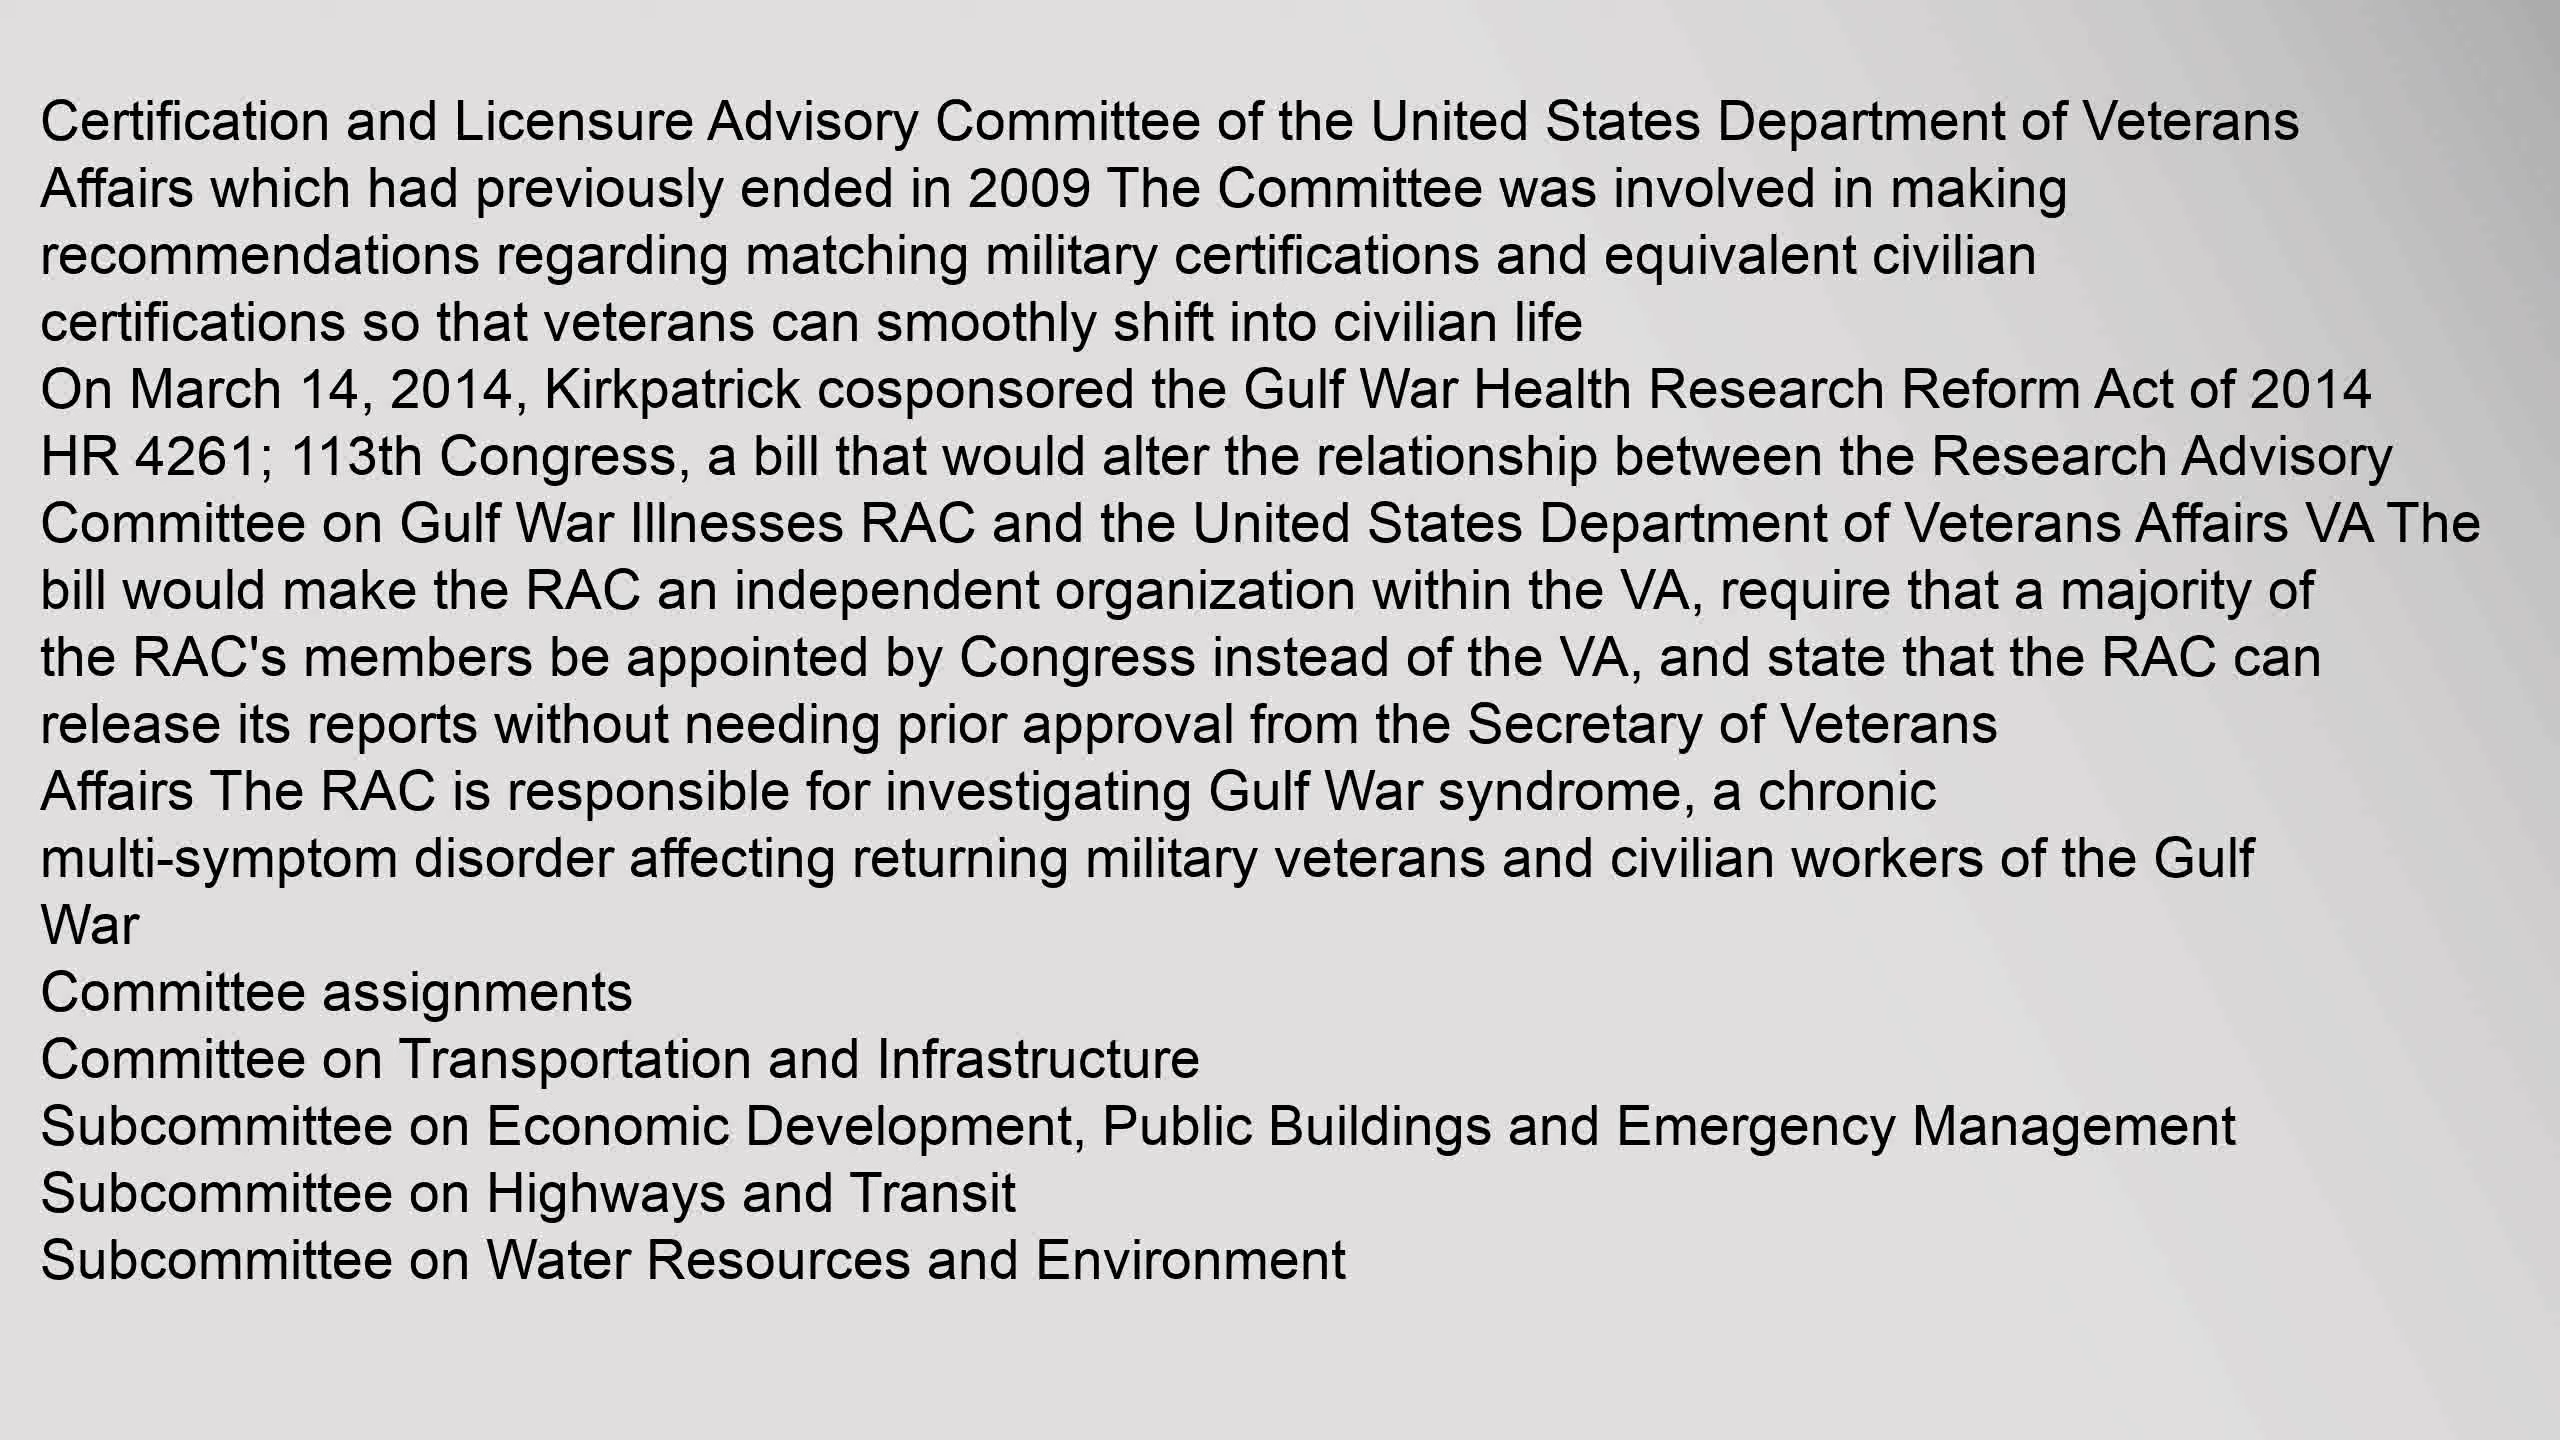 Certification and Licensure Advisory Committee of the United States Department of Veterans
Affairs which had previously ended in 2009 The Committee was involved in making
recommendations regarding matching military certifications and equivalent civilian
certifications so that veterans can smoothly shift into civilian life
On March 14, 2014, Kirkpatrick cosponsored the Gulf War Health Research Reform Act of 2014
HR 4261; 113th Congress, a bill that would alter the relationship between the Research Advisory
Committee on Gulf War Illnesses RAC and the United States Department of Veterans Affairs VA The
bill would make the RAC an independent organization within the VA, require that a majority of
the RAC's members be appointed by Congress instead of the VA, and state that the RAC can
release its reports without needing prior approval from the Secretary of Veterans
Affairs The RAC is responsible for investigating Gulf War syndrome, a chronic
multi-symptom disorder affecting returning military veterans and civilian workers of the Gulf
War
Committee assignments
Committee on Transportation and Infrastructure
Subcommittee on Economic Development, Public Buildings and Emergency Management
Subcommittee on Highways and Transit
Subcommittee on Water Resources and Environment